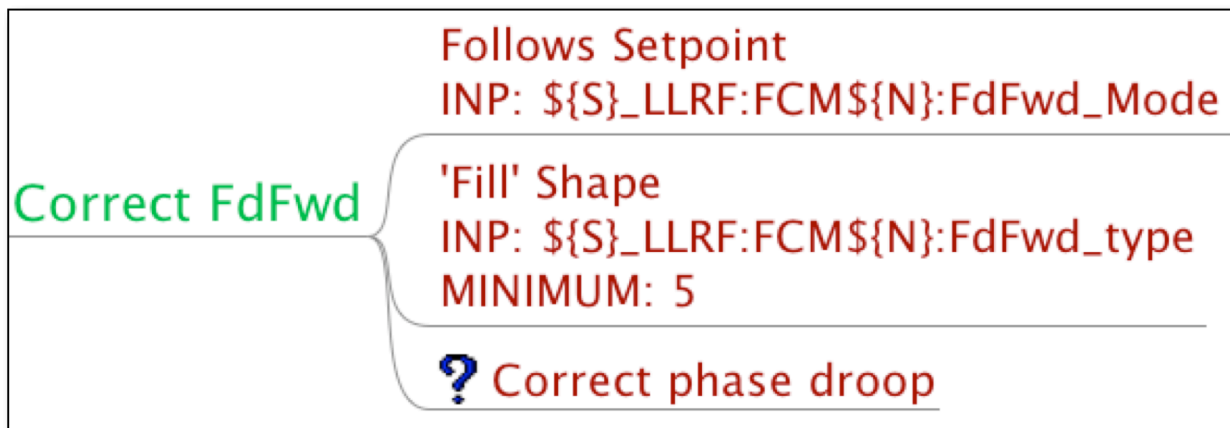 Follows Setpoint
INP: ${S}_LLRF:FCM${N}:FdFwd_Mode
Correct FdFwd
'Fill' Shape
INP: ${S}_LLRF:FCM${N}:FdFwd_type
MINIMUM: 5
? Correct phase droop